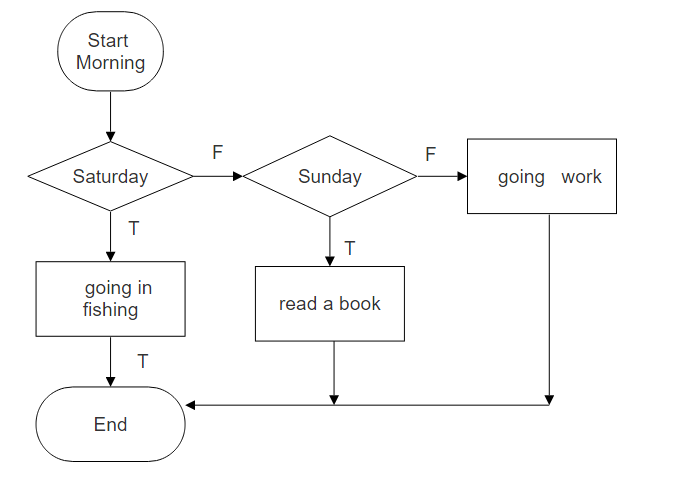 Start
Morning
Saturday
F
Sunday
F
going work
T
going in
fishing
T
read a book
T
End